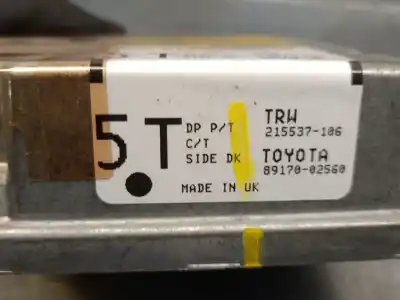 5.T
DP P/T
C/T
SIDE DK
TRW
215537-106
TOYOTA
89170-02560
MADE IN UK